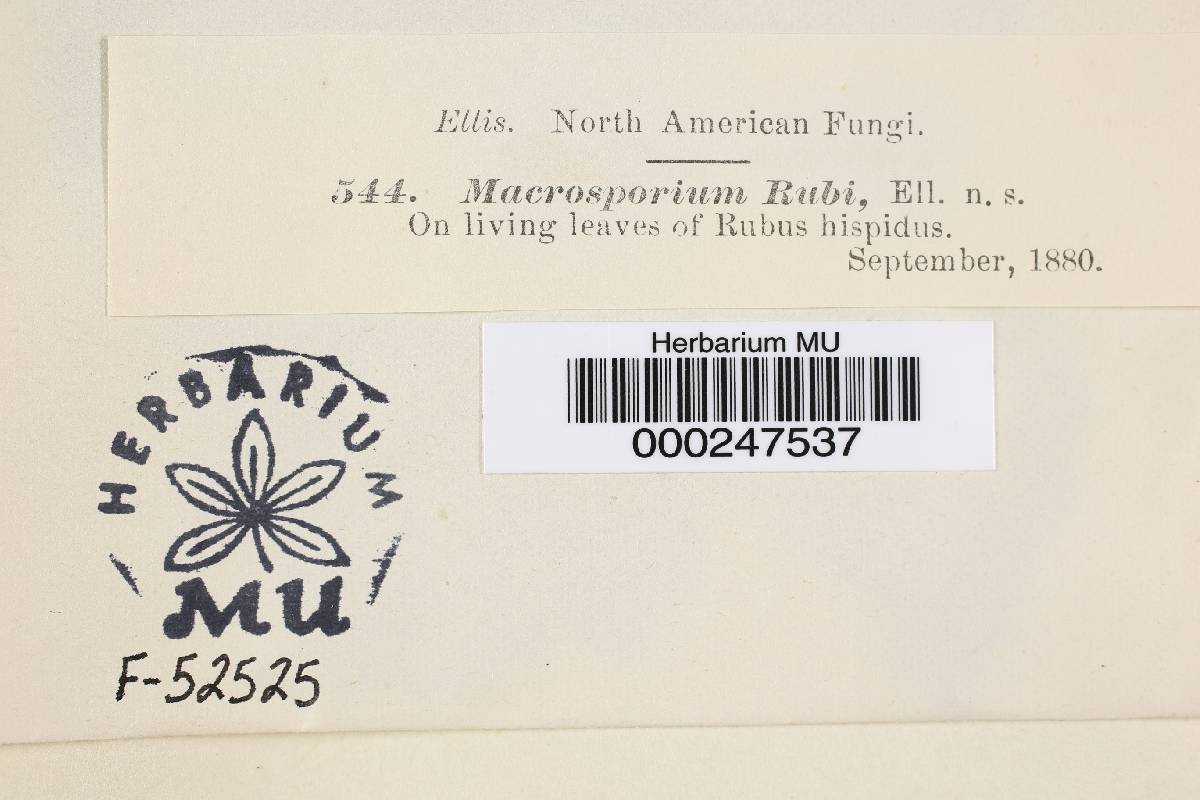 Ellis. North American Fungi.
544. Macrosporium Rubi, Ell. n. s.
On living leaves of Rubus hispidus.
September, 1880.
Herbarium MU
000247537
HERBARIUM
MU
F-52525